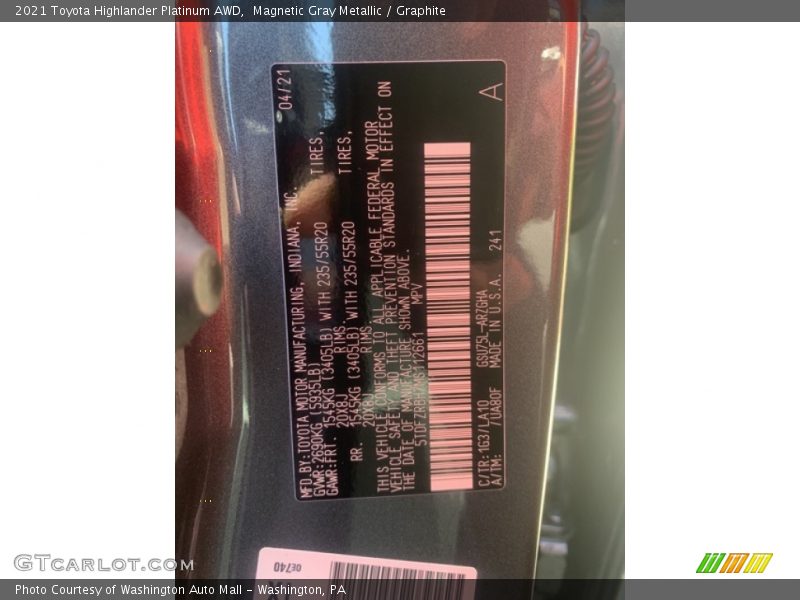 2021 Toyota Highlander Platinum AWD,  Magnetic Gray Metallic / Graphite
MFD.BY:TOYOTA MOTOR MANUFACTURING, INDIANA, INC. 04/21
GVWR:2690KG (5935LB)
GAWR:FRT. 1545KG (3405LB) WITH 235/55R20 TIRES,
20X8J RIMS
RR. 1545KG (3405LB) WITH 235/55R20 TIRES,
20X8J RIMS
THIS VEHICLE CONFORMS TO ALL APPLICABLE FEDERAL MOTOR
VEHICLE SAFETY AND THEFT PREVENTION STANDARDS IN EFFECT ON
THE DATE OF MANUFACTURE SHOWN ABOVE.
MPV
C/TR:1G3/LA10 GSU75L-ARZGHA
A/TM: /UA80F MADE IN U.S.A. 241 A
0E740
GTCARLOT.COM
Photo Courtesy of Washington Auto Mall - Washington, PA